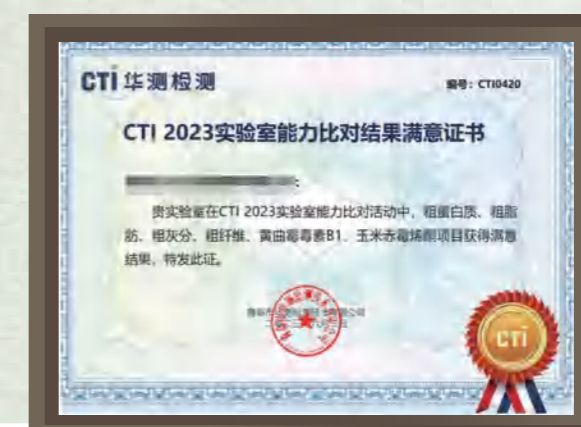 CTI 华测检测
编号：CTI0420
CTI 2023实验室能力比对结果满意证书
：
贵实验室在CTI 2023实验室能力比对活动中，粗蛋白质、粗脂
肪、粗灰分、粗纤维、黄曲霉毒素B1、玉米赤霉烯酮项目获得满意
结果，特发此证。
CTI